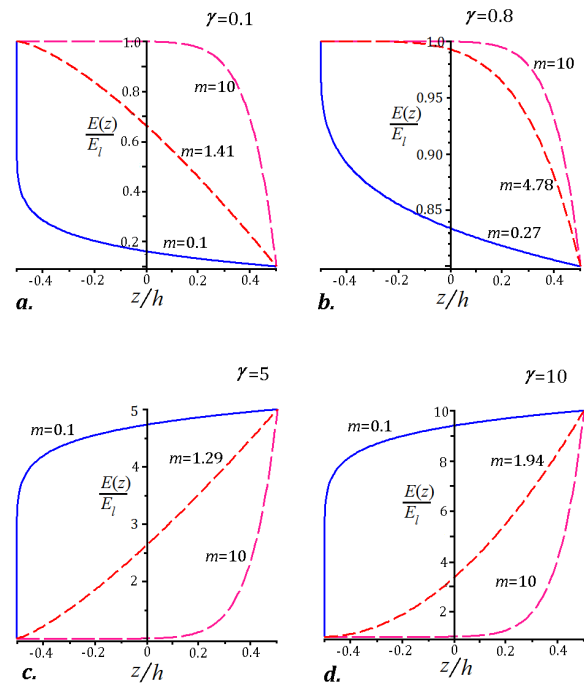 γ=0.1
1.0
m=10
0.8
E(z)
E_l
0.6
m=1.41
0.4
0.2
m=0.1
-0.4 -0.2 0 0.2 0.4
a. z/h
γ=0.8
1.00
m=10
0.95
E(z)
E_l
0.90
m=4.78
0.85
m=0.27
-0.4 -0.2 0 0.2 0.4
b. z/h
γ=5
m=0.1
5
4
m=1.29
E(z)
E_l
3
2
m=10
-0.4 -0.2 0 0.2 0.4
c. z/h
γ=10
m=0.1
10
8
m=1.94
E(z)
E_l
6
4
m=10
2
-0.4 -0.2 0 0.2 0.4
d. z/h